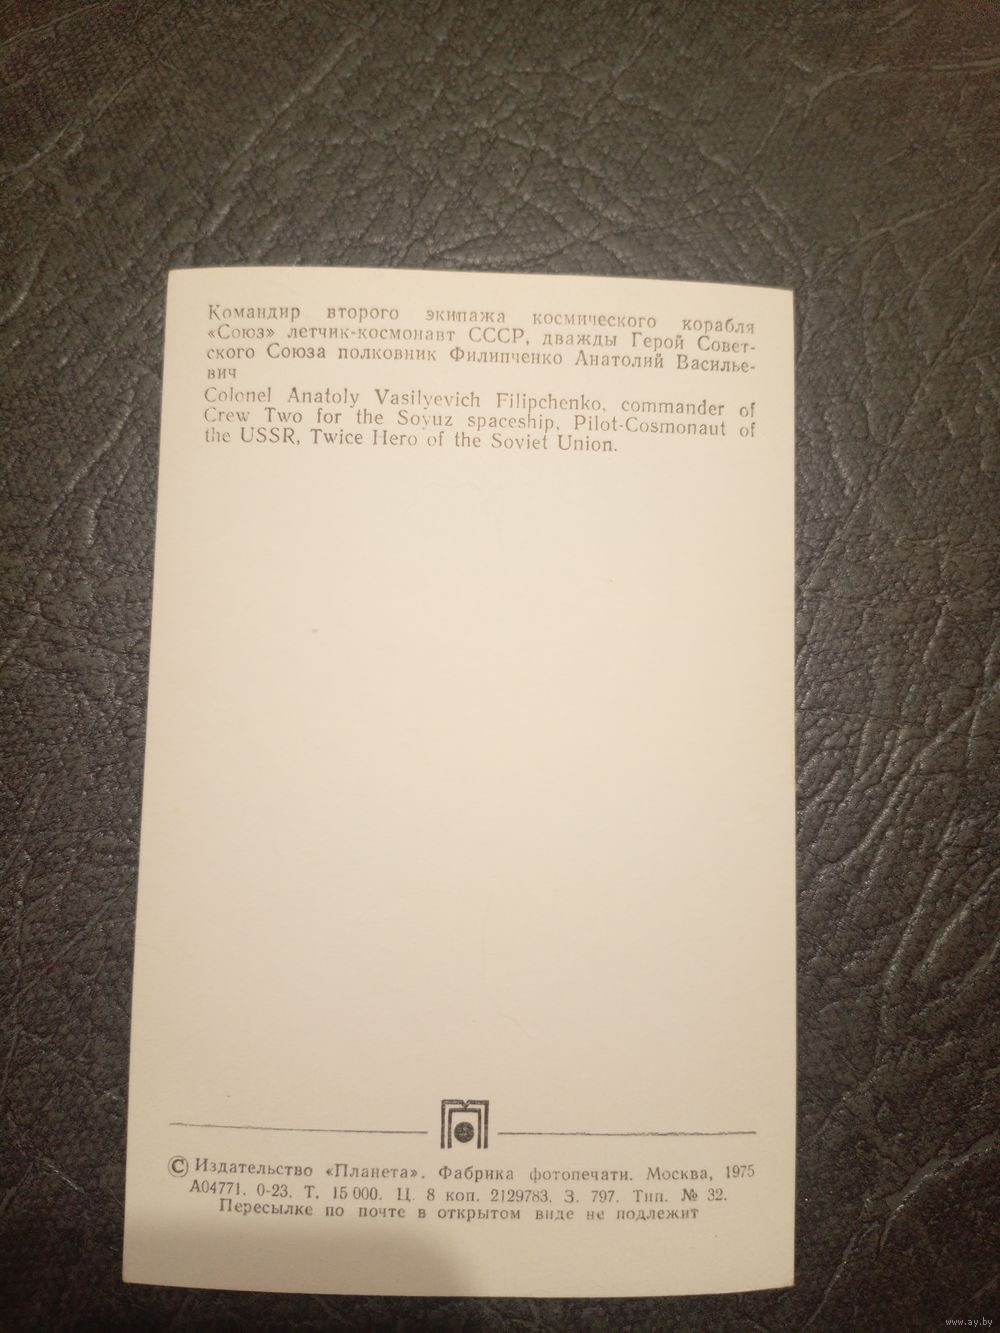 Командир второго экипажа космического корабля
«Союз» летчик-космонавт СССР, дважды Герой Совет-
ского Союза полковник Филипченко Анатолий Василье-
вич
Colonel Anatoly Vasilyevich Filipchenko, commander of
Crew Two for the Soyuz spaceship, Pilot-Cosmonaut of
the USSR, Twice Hero of the Soviet Union.
© Издательство «Планета». Фабрика фотопечати. Москва, 1975
А04771. 0-23. Т. 15 000. Ц. 8 коп. 2129783. З. 797. Тип. № 32.
Пересылке по почте в открытом виде не подлежит
www.ay.by